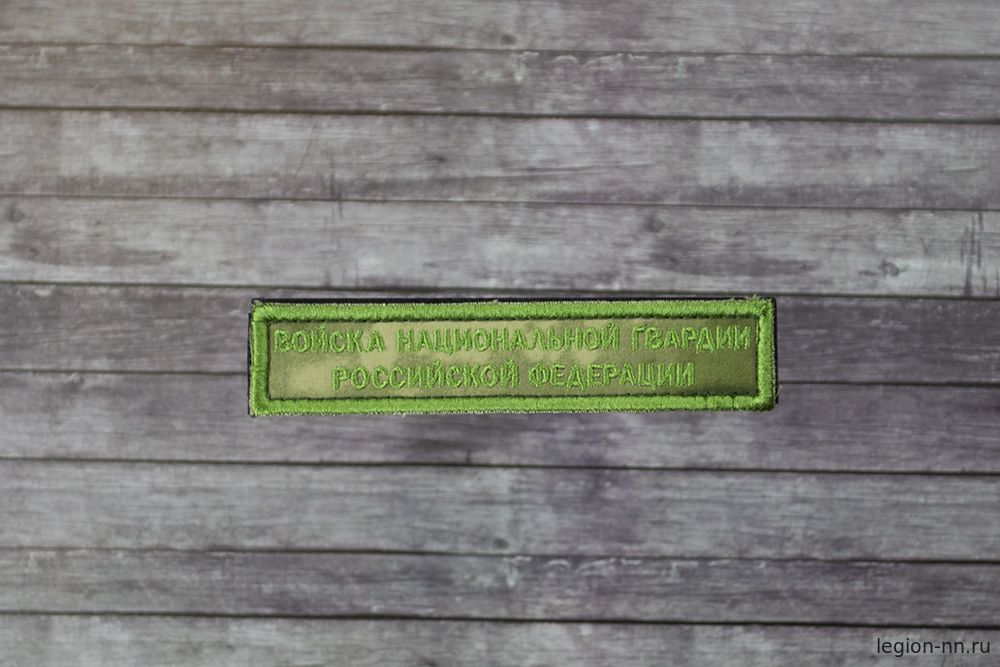 ВОЙСКА НАЦИОНАЛЬНОЙ ГВАРДИИ
РОССИЙСКОЙ ФЕДЕРАЦИИ
legion-nn.ru